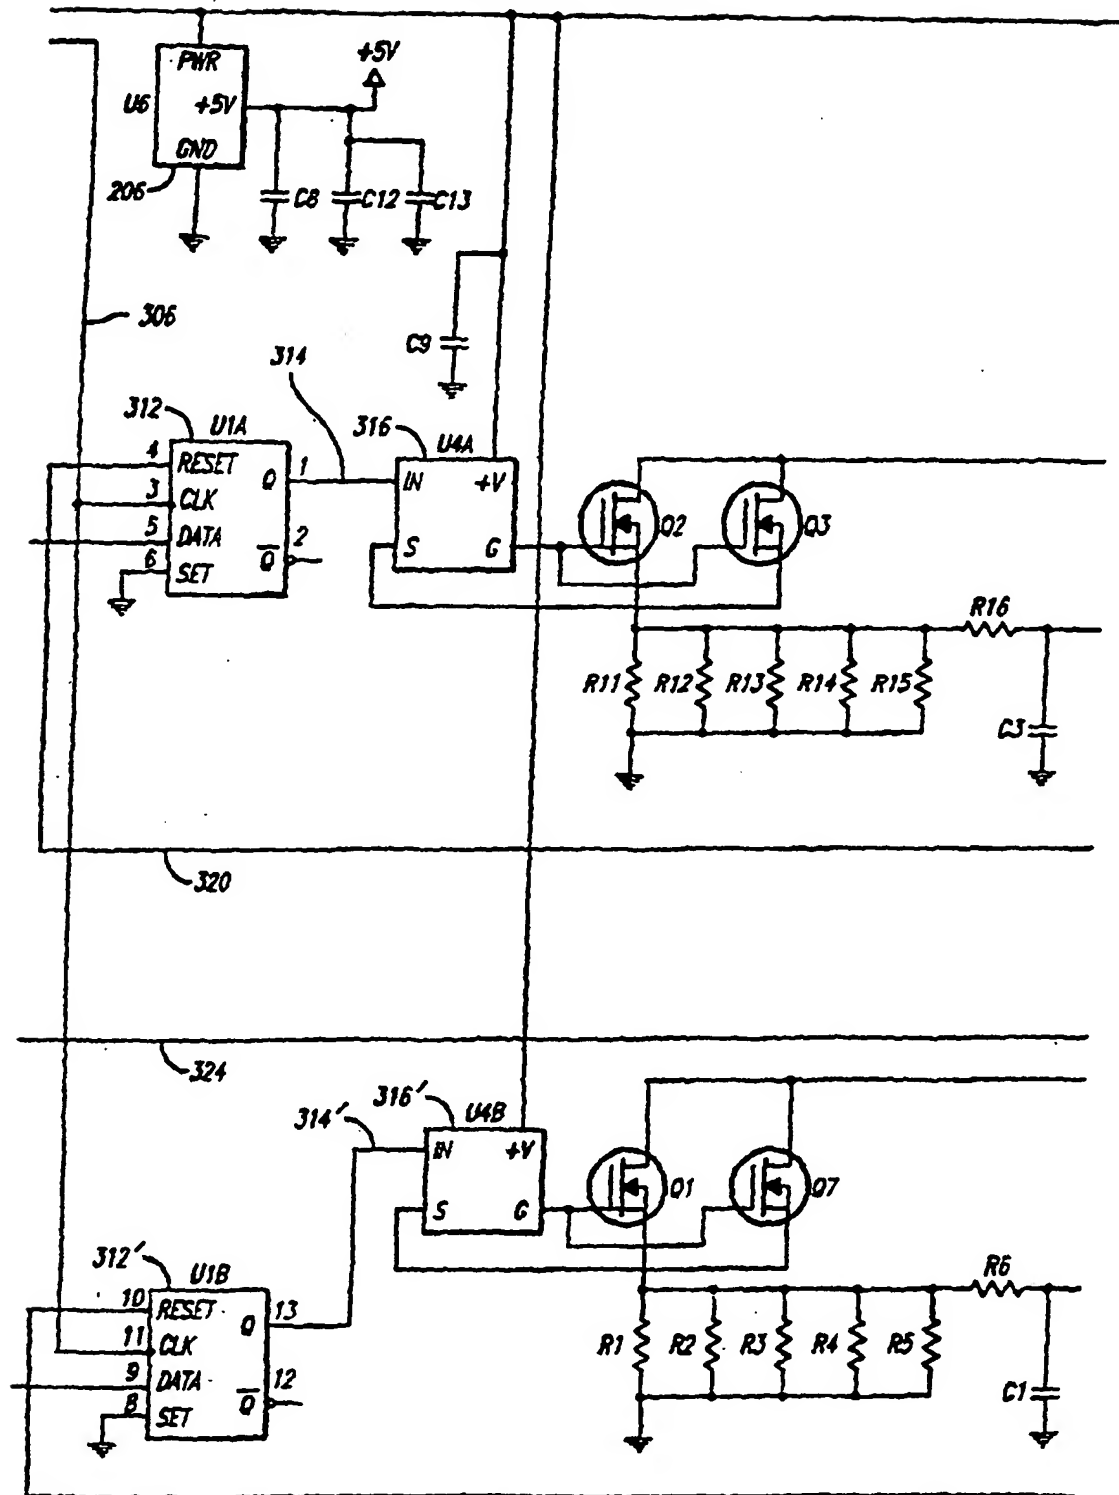 PWR
+5V
U6
+5V
GND
206
C8
C12
C13
306
C9
314
312
U1A
316
U4A
4
RESET
Q
1
IN
+V
3
CLK
Q2
Q3
5
DATA
2
S
G
6
SET
Q̅
R16
R11
R12
R13
R14
R15
C3
320
324
316′
U4B
314′
IN
+V
Q1
Q7
S
G
312′
U1B
R6
10
RESET
Q
13
11
CLK
R1
R2
R3
R4
R5
9
DATA
12
Q̅
C1
8
SET